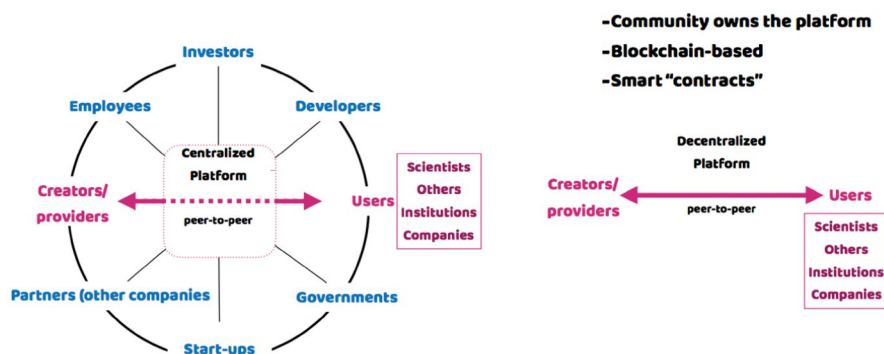 Investors
Employees
Developers
Centralized
Platform
Creators/
providers
peer-to-peer
Users
Scientists
Others
Institutions
Companies
Partners (other companies
Governments
Start-ups
-Community owns the platform
-Blockchain-based
-Smart “contracts”
Decentralized
Platform
Creators/
providers
peer-to-peer
Users
Scientists
Others
Institutions
Companies